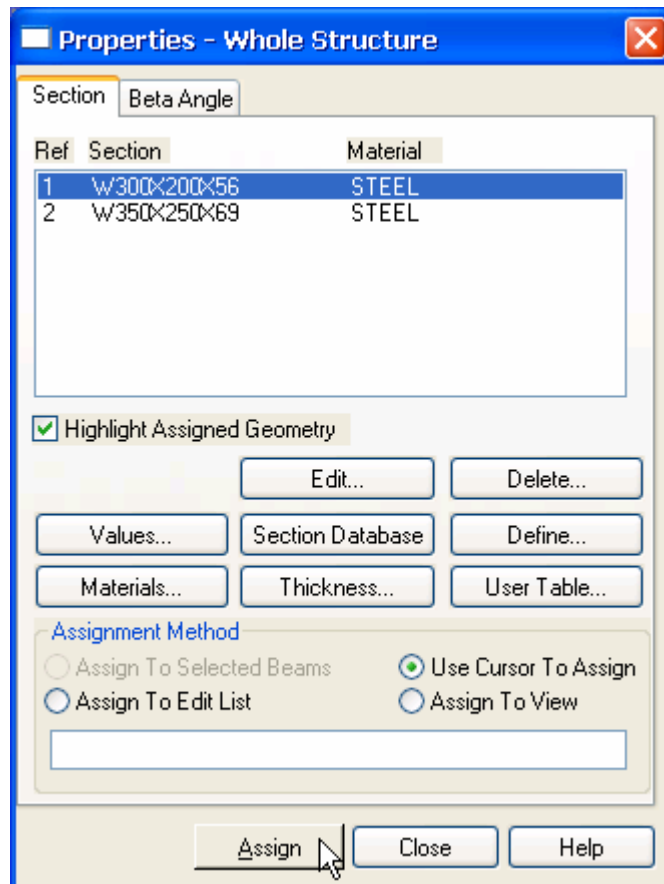 Properties - Whole Structure
Section Beta Angle
Ref Section Material
1 W300X200X56 STEEL
2 W350X250X69 STEEL
Highlight Assigned Geometry
Edit... Delete...
Values... Section Database Define...
Materials... Thickness... User Table...
Assignment Method
Assign To Selected Beams Use Cursor To Assign
Assign To Edit List Assign To View
Assign Close Help